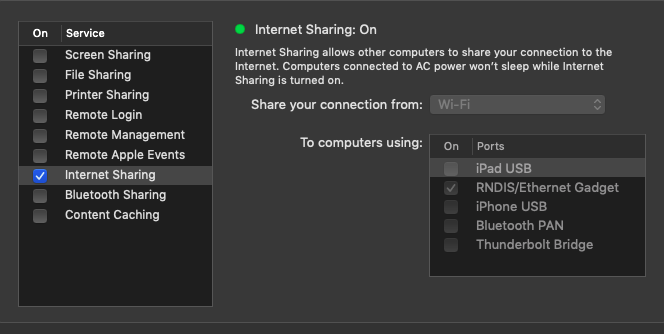 On Service
Screen Sharing
File Sharing
Printer Sharing
Remote Login
Remote Management
Remote Apple Events
Internet Sharing
Bluetooth Sharing
Content Caching
Internet Sharing: On
Internet Sharing allows other computers to share your connection to the
Internet. Computers connected to AC power won’t sleep while Internet
Sharing is turned on.
Share your connection from: Wi-Fi
To computers using:
On Ports
iPad USB
RNDIS/Ethernet Gadget
iPhone USB
Bluetooth PAN
Thunderbolt Bridge